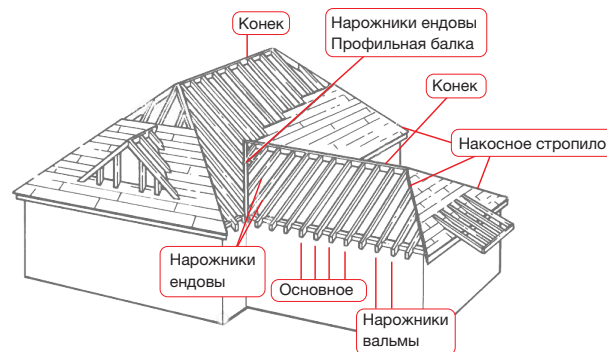 Конек
Нарожники ендовы
Профильная балка
Конек
Накосное стропило
Нарожники
ендовы
Основное
Нарожники
вальмы